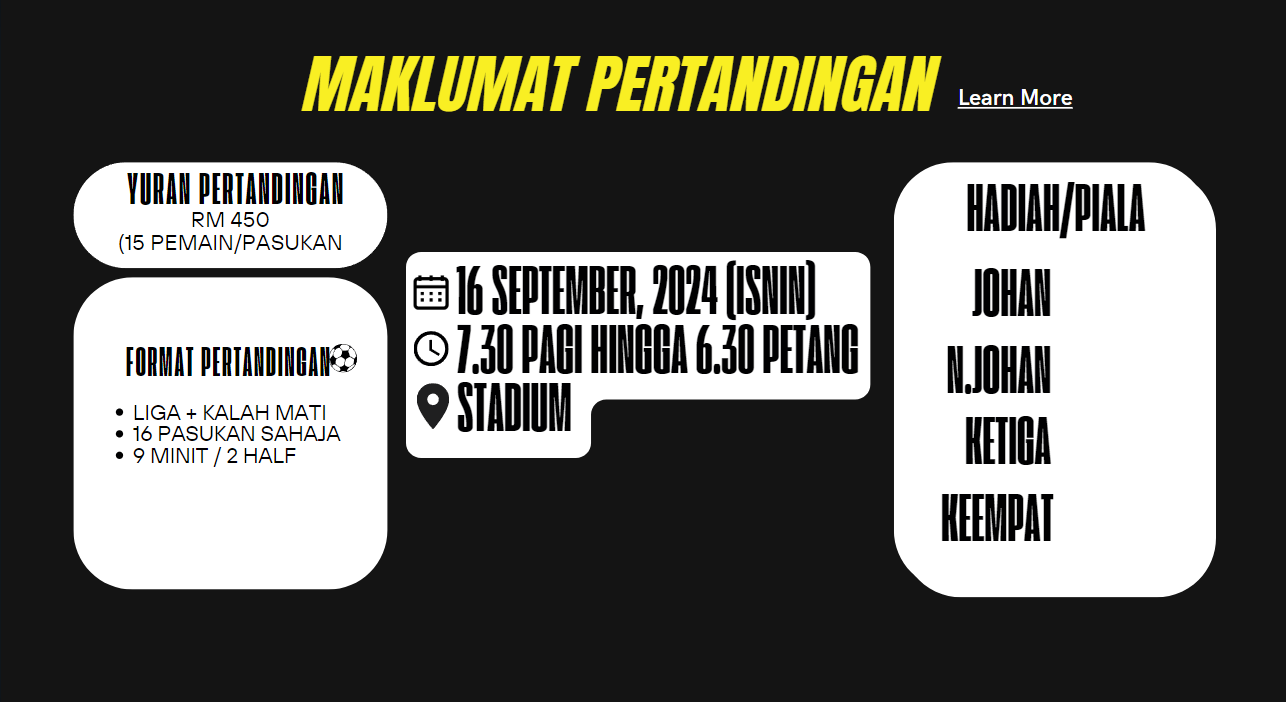 MAKLUMAT PERTANDINGAN
Learn More
YURAN PERTANDINGAN
RM 450
(15 PEMAIN/PASUKAN
FORMAT PERTANDINGAN
• LIGA + KALAH MATI
• 16 PASUKAN SAHAJA
• 9 MINIT / 2 HALF
16 SEPTEMBER, 2024 (ISNIN)
7.30 PAGI HINGGA 6.30 PETANG
STADIUM
HADIAH/PIALA
JOHAN
N.JOHAN
KETIGA
KEEMPAT